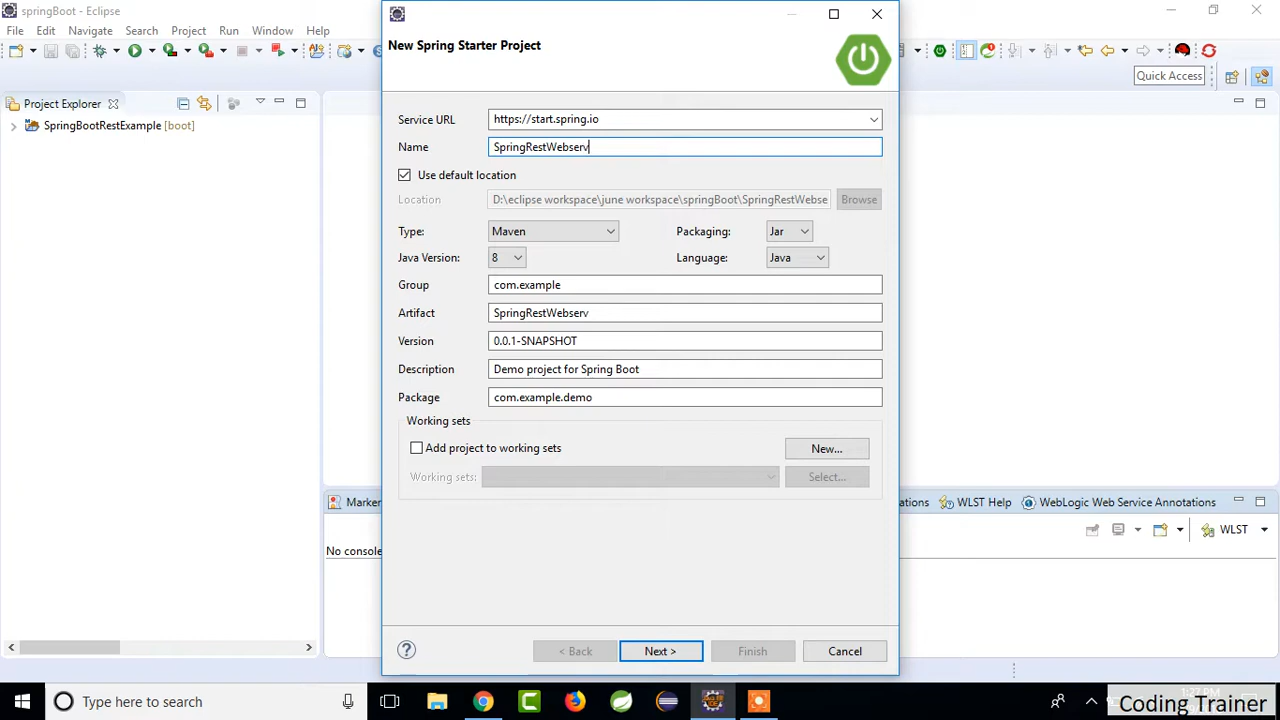 springBoot - Eclipse
File Edit Navigate Search Project Run Window Help
Quick Access
Project Explorer
SpringBootRestExample [boot]
New Spring Starter Project
Service URL https://start.spring.io
Name SpringRestWebserv
Use default location
Location D:\eclipse workspace\june workspace\springBoot\SpringRestWebse Browse
Type: Maven Packaging: Jar
Java Version: 8 Language: Java
Group com.example
Artifact SpringRestWebserv
Version 0.0.1-SNAPSHOT
Description Demo project for Spring Boot
Package com.example.demo
Working sets
Add project to working sets New...
Working sets: Select...
Marker
ations WLST Help WebLogic Web Service Annotations
WLST
No console
? < Back Next > Finish Cancel
Type here to search
Coding Trainer